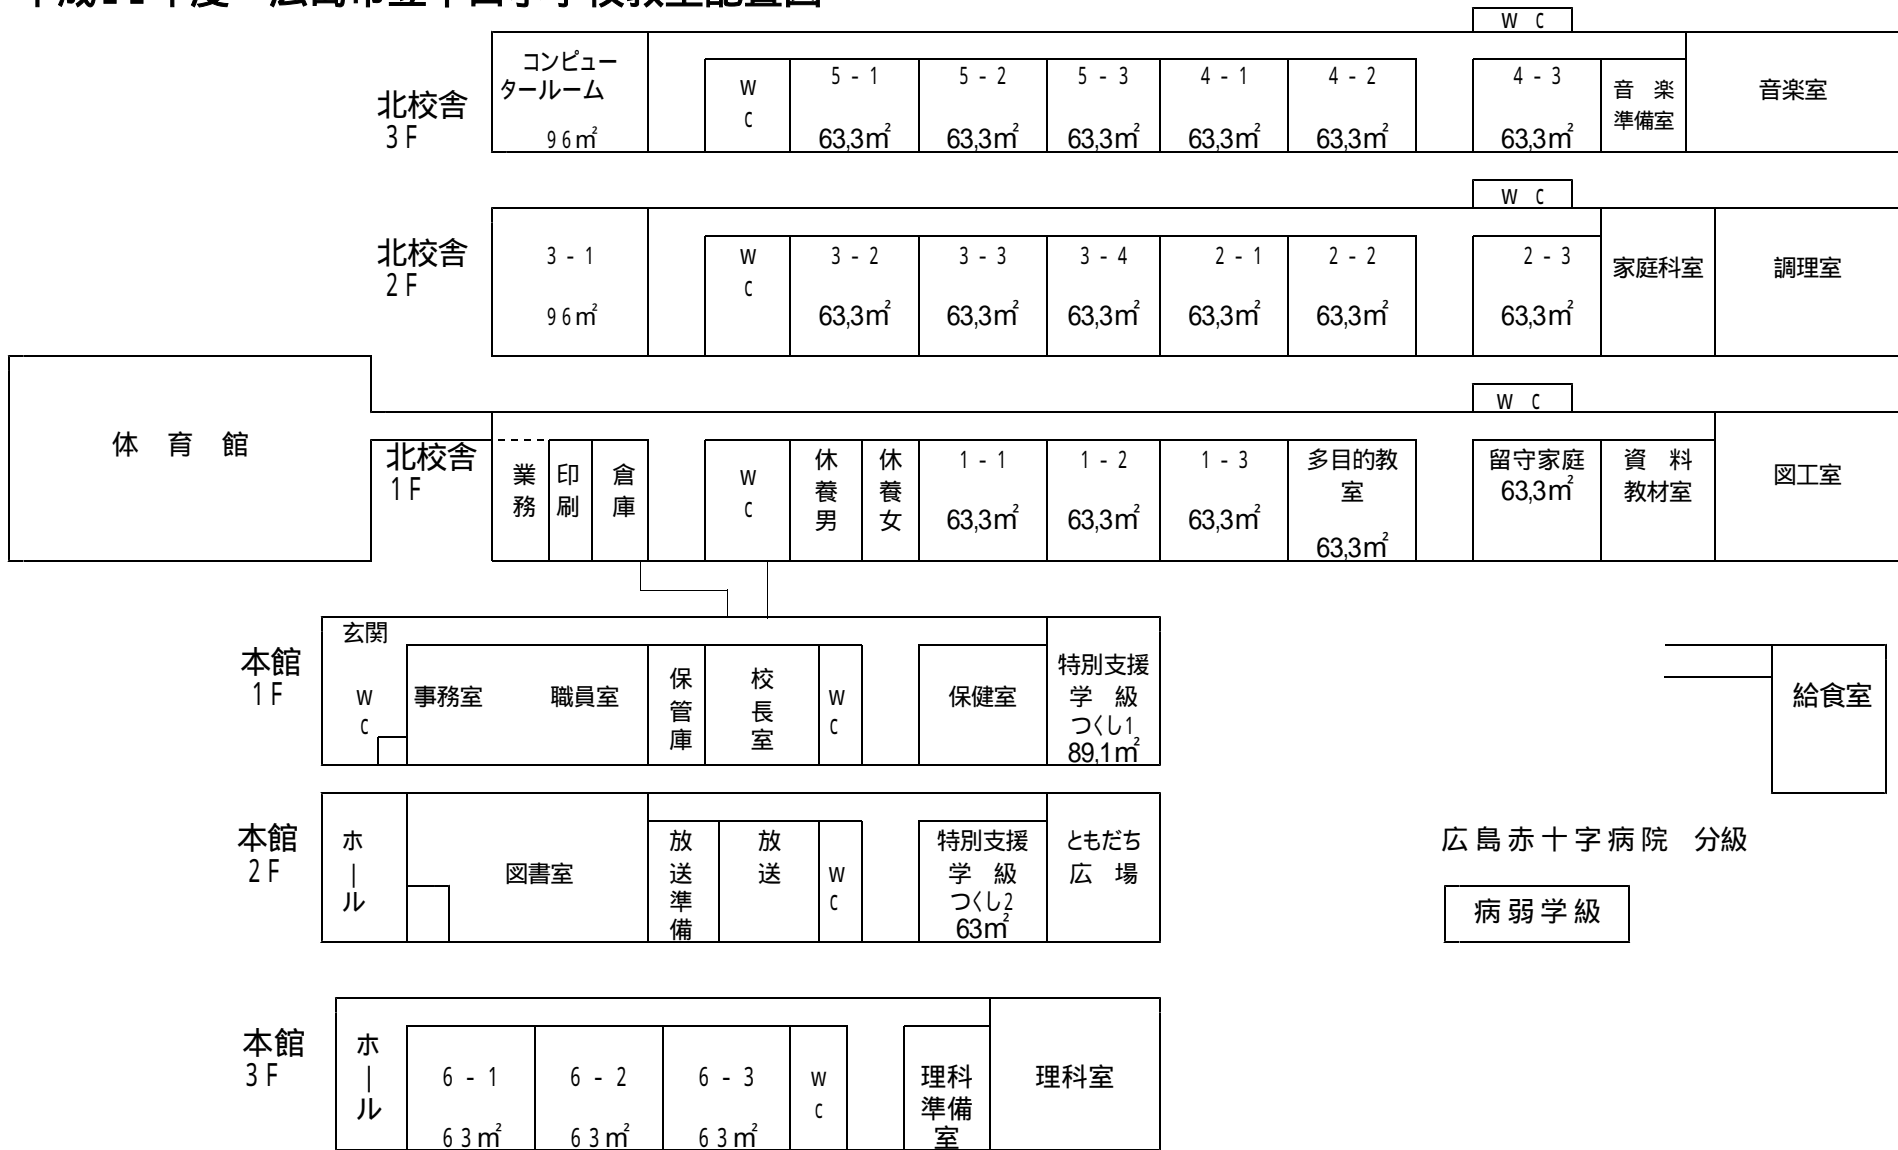 W C
コンピュー
タールーム
96㎡
北校舎
3F
W
C
5-1
63,3㎡
5-2
63,3㎡
5-3
63,3㎡
4-1
63,3㎡
4-2
63,3㎡
4-3
63,3㎡
音 楽
準備室
音楽室
W C
北校舎
2F
3-1
96㎡
W
C
3-2
63,3㎡
3-3
63,3㎡
3-4
63,3㎡
2-1
63,3㎡
2-2
63,3㎡
2-3
63,3㎡
家庭科室
調理室
W C
体 育 館
北校舎
1F
業務
印刷
倉庫
W
C
休養男
休養女
1-1
63,3㎡
1-2
63,3㎡
1-3
63,3㎡
多目的教
室
63,3㎡
留守家庭
63,3㎡
資 料
教材室
図工室
本館
1F
玄関
W
C
事務室
職員室
保管庫
校長室
W
C
保健室
特別支援
学 級
つくし1
89,1㎡
給食室
本館
2F
ホール
図書室
放送準備
放送
W
C
特別支援
学 級
つくし2
63㎡
ともだち
広 場
広島赤十字病院 分級
病弱学級
本館
3F
ホール
6-1
63㎡
6-2
63㎡
6-3
63㎡
W
C
理科
準備
室
理科室